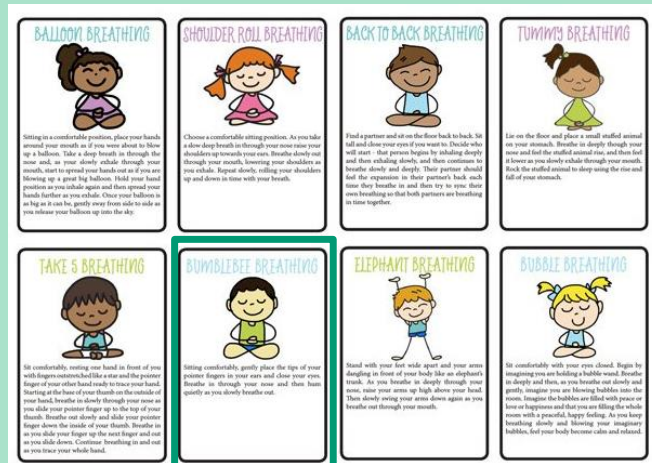 BALLOON BREATHING
Sitting in a comfortable position, place your hands
around your mouth as if you were about to blow
up a balloon. Take a deep breath in through the
nose and, as your slowly exhale through your
mouth, start to spread your hands out as if you are
blowing up a great big balloon. Hold your hand
position as you inhale again and then spread your
hands further as you exhale. Once your balloon is
as big as it can be, gently sway from side to side as
you release your balloon up into the sky.
SHOULDER ROLL BREATHING
Choose a comfortable sitting position. As you take
a slow deep breath in through your nose raise your
shoulders up towards your ears. Breathe slowly out
through your mouth, lowering your shoulders as
you exhale. Repeat slowly, rolling your shoulders
up and down in time with your breath.
BACK TO BACK BREATHING
Find a partner and sit on the floor back to back. Sit
tall and close your eyes if you want to. Decide who
will start - that person begins by inhaling deeply
and then exhaling slowly, and then continues to
breathe slowly and deeply. Their partner should
feel the expansion in their partner's back each
time they breathe in and then try to sync their
own breathing so that both partners are breathing
in time together.
TUMMY BREATHING
Lie on the floor and place a small stuffed animal
on your stomach. Breathe in deeply though your
nose and feel the stuffed animal rise, and then feel
it lower as you slowly exhale through your mouth.
Rock the stuffed animal to sleep using the rise and
fall of your stomach.
TAKE 5 BREATHING
Sit comfortably, resting one hand in front of you
with fingers outstretched like a star and the pointer
finger of your other hand ready to trace your hand.
Starting at the base of your thumb on the outside of
your hand, breathe in slowly through your nose as
you slide your pointer finger up to the top of your
thumb. Breathe out slowly and slide your pointer
finger down the inside of your thumb. Breathe in
as you slide your finger up the next finger and out
as you slide down. Continue breathing in and out
as you trace your whole hand.
BUMBLEBEE BREATHING
Sitting comfortably, gently place the tips of your
pointer fingers in your ears and close your eyes.
Breathe in through your nose and then hum
quietly as you slowly breathe out.
ELEPHANT BREATHING
Stand with your feet wide apart and your arms
dangling in front of your body like an elephant's
trunk. As you breathe in deeply through your
nose, raise your arms up high above your head.
Then slowly swing your arms down again as you
breathe out through your mouth.
BUBBLE BREATHING
Sit comfortably with your eyes closed. Begin by
imagining you are holding a bubble wand. Breathe
in deeply and then, as you breathe out slowly and
gently, imagine you are blowing bubbles into the
room. Imagine the bubbles are filled with peace or
love or happiness and that you are filling the whole
room with a peaceful, happy feeling. As you keep
breathing slowly and blowing your imaginary
bubbles, feel your body become calm and relaxed.